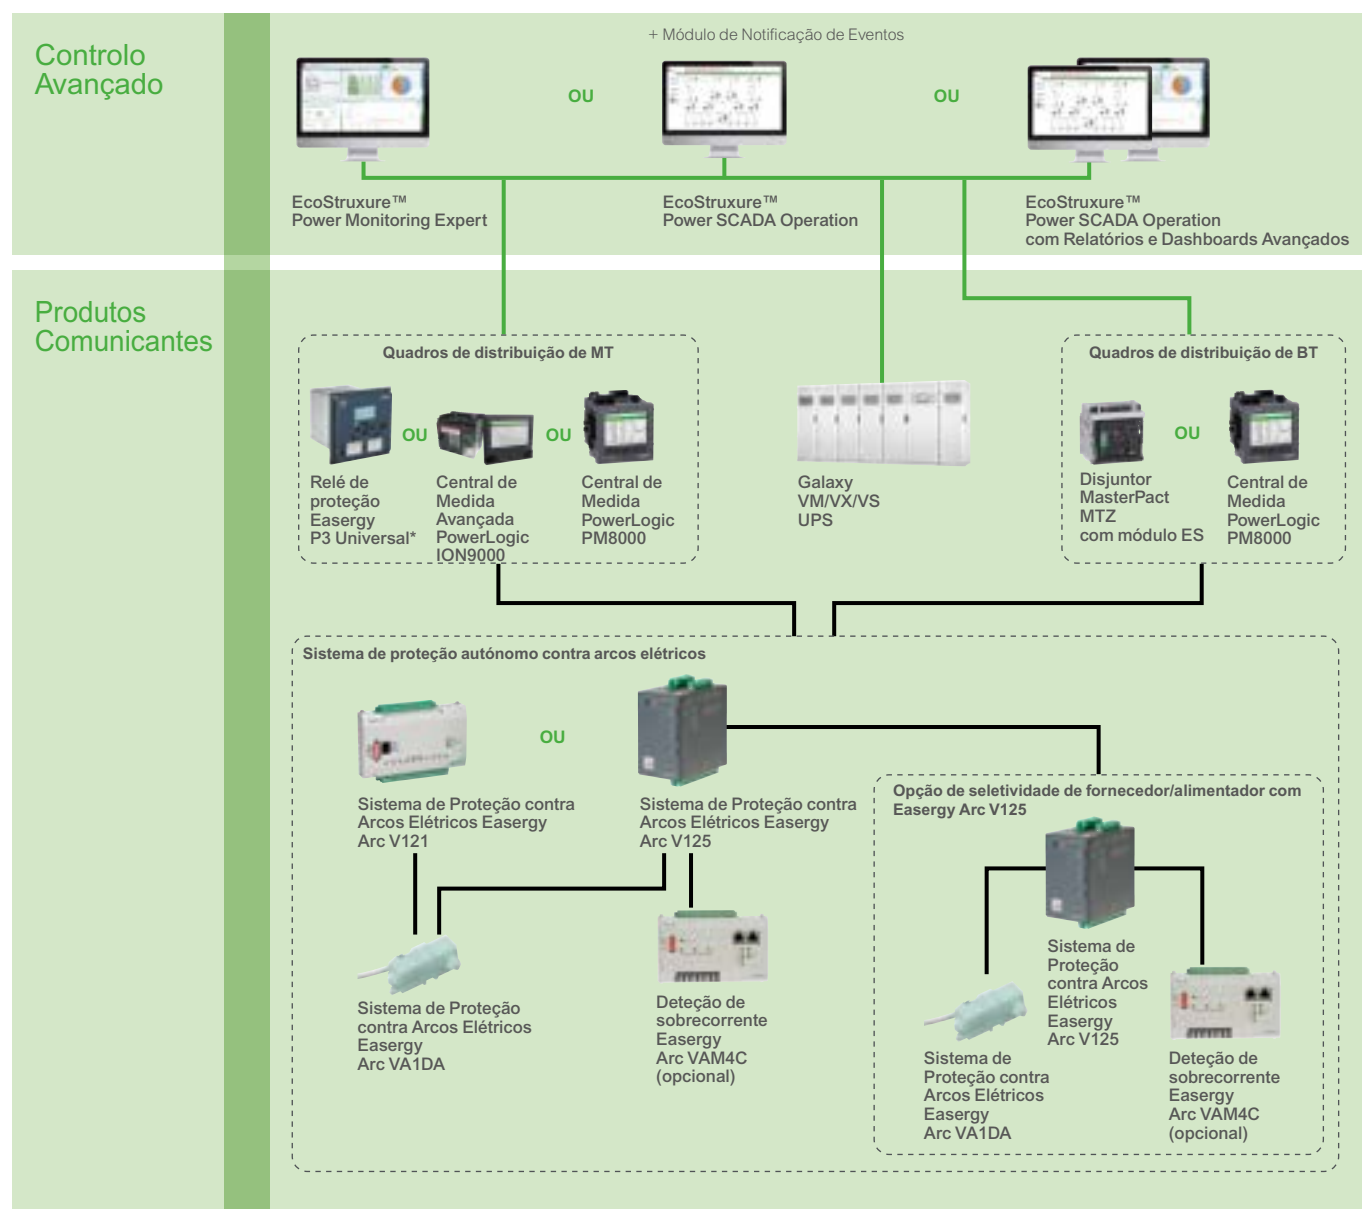 Controlo
Avançado
+ Módulo de Notificação de Eventos
OU
OU
EcoStruxure™
Power Monitoring Expert
EcoStruxure™
Power SCADA Operation
EcoStruxure™
Power SCADA Operation
com Relatórios e Dashboards Avançados
Produtos
Comunicantes
Quadros de distribuição de MT
OU
OU
Relé de
proteção
Easergy
P3 Universal*
Central de
Medida
Avançada
PowerLogic
ION9000
Central de
Medida
PowerLogic
PM8000
Galaxy
VM/VX/VS
UPS
Quadros de distribuição de BT
OU
Disjuntor
MasterPact
MTZ
com módulo ES
Central de
Medida
PowerLogic
PM8000
Sistema de proteção autónomo contra arcos elétricos
OU
Sistema de Proteção contra
Arcos Elétricos Easergy
Arc V121
Sistema de Proteção contra
Arcos Elétricos Easergy
Arc V125
Sistema de Proteção
contra Arcos Elétricos
Easergy
Arc VA1DA
Deteção de
sobrecorrente
Easergy
Arc VAM4C
(opcional)
Opção de seletividade de fornecedor/alimentador com
Easergy Arc V125
Sistema de
Proteção
contra Arcos
Elétricos
Easergy
Arc V125
Sistema de
Proteção contra
Arcos Elétricos
Easergy
Arc VA1DA
Deteção de
sobrecorrente
Easergy
Arc VAM4C
(opcional)